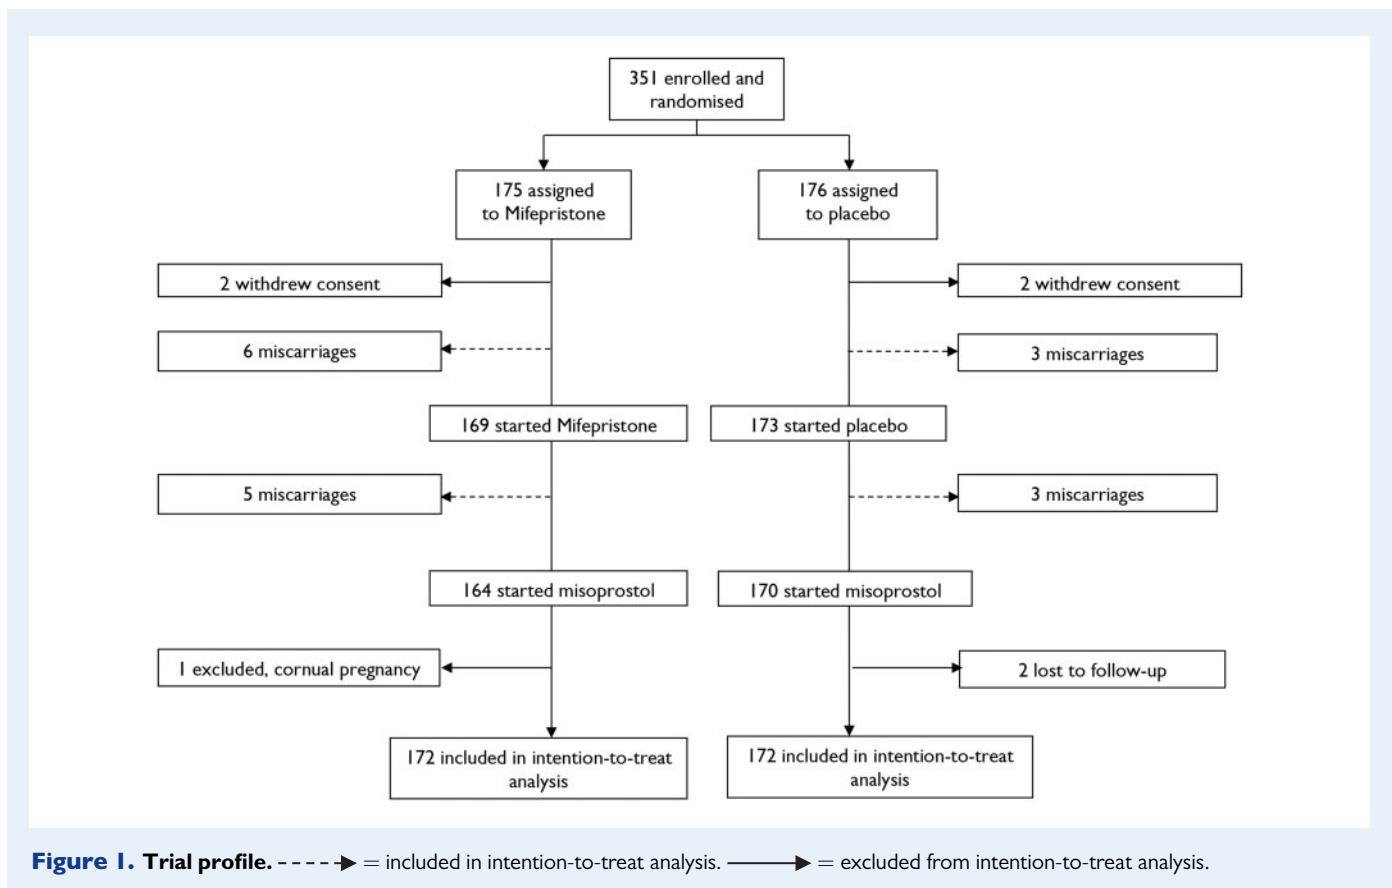 351 enrolled and
randomised
175 assigned
to Mifepristone
176 assigned
to placebo
2 withdrew consent
2 withdrew consent
6 miscarriages
3 miscarriages
169 started Mifepristone
173 started placebo
5 miscarriages
3 miscarriages
164 started misoprostol
170 started misoprostol
1 excluded, cornual pregnancy
2 lost to follow-up
172 included in intention-to-treat
analysis
172 included in intention-to-treat
analysis
Figure 1. Trial profile. = included in intention-to-treat analysis. = excluded from intention-to-treat analysis.